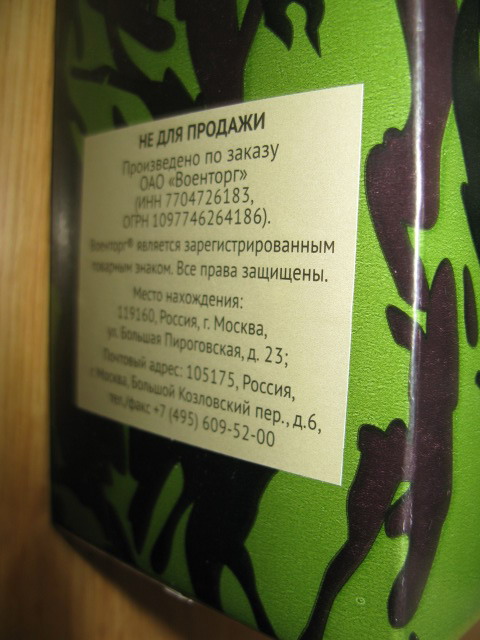 НЕ ДЛЯ ПРОДАЖИ
Произведено по заказу
ОАО «Военторг»
(ИНН 7704726183,
ОГРН 1097746264186).
Военторг® является зарегистрированным
товарным знаком. Все права защищены.
Место нахождения:
119160, Россия, г. Москва,
ул. Большая Пироговская, д. 23;
Почтовый адрес: 105175, Россия,
г. Москва, Большой Козловский пер., д.6,
тел./факс +7 (495) 609-52-00